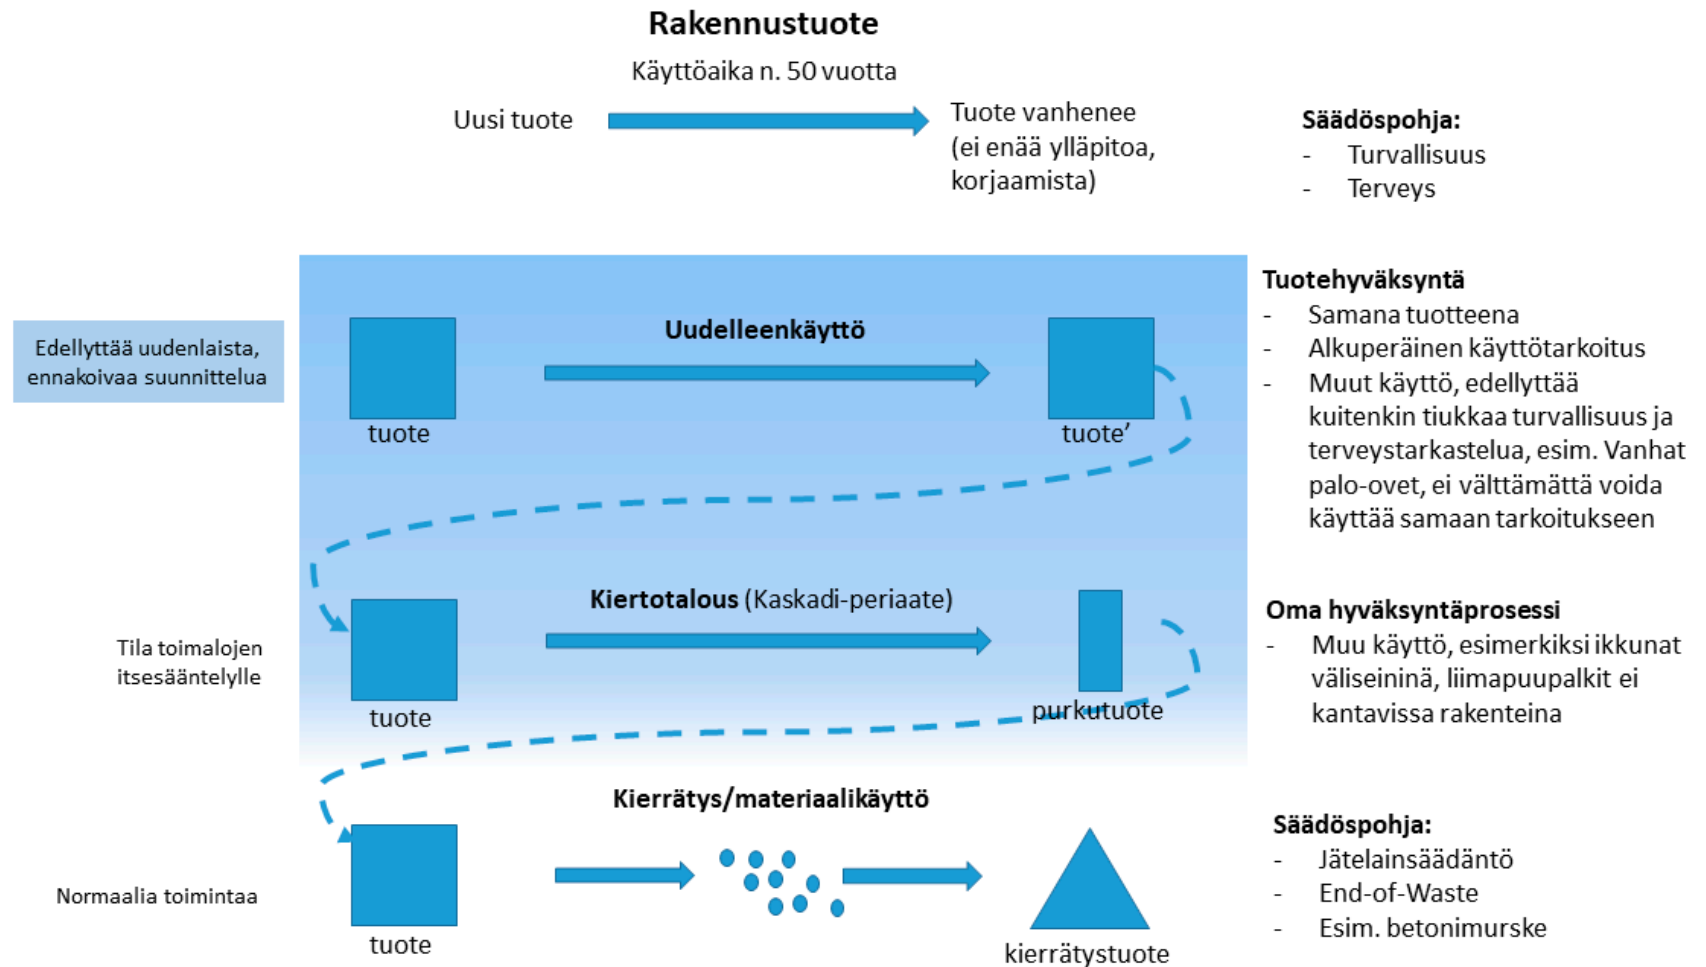 Rakennustuote
Käyttöaika n. 50 vuotta
Uusi tuote
Tuote vanhenee
(ei enää ylläpitoa,
korjaamista)
Säädöspohja:
- Turvallisuus
- Terveys
Edellyttää uudenlaista,
ennakoivaa suunnittelua
Uudelleenkäyttö
tuote
tuote’
Tuotehyväksyntä
- Samana tuotteena
- Alkuperäinen käyttötarkoitus
- Muut käyttö, edellyttää
kuitenkin tiukkaa turvallisuus ja
terveystarkastelua, esim. Vanhat
palo-ovet, ei välttämättä voida
käyttää samaan tarkoitukseen
Tila toimalojen
itsesääntelylle
Kiertotalous (Kaskadi-periaate)
tuote
purkutuote
Oma hyväksyntäprosessi
- Muu käyttö, esimerkiksi ikkunat
väliseininä, liimapuupalkit ei
kantavissa rakenteina
Normaalia toimintaa
Kierrätys/materiaalikäyttö
tuote
kierrätystuote
Säädöspohja:
- Jätelainsäädäntö
- End-of-Waste
- Esim. betonimurske